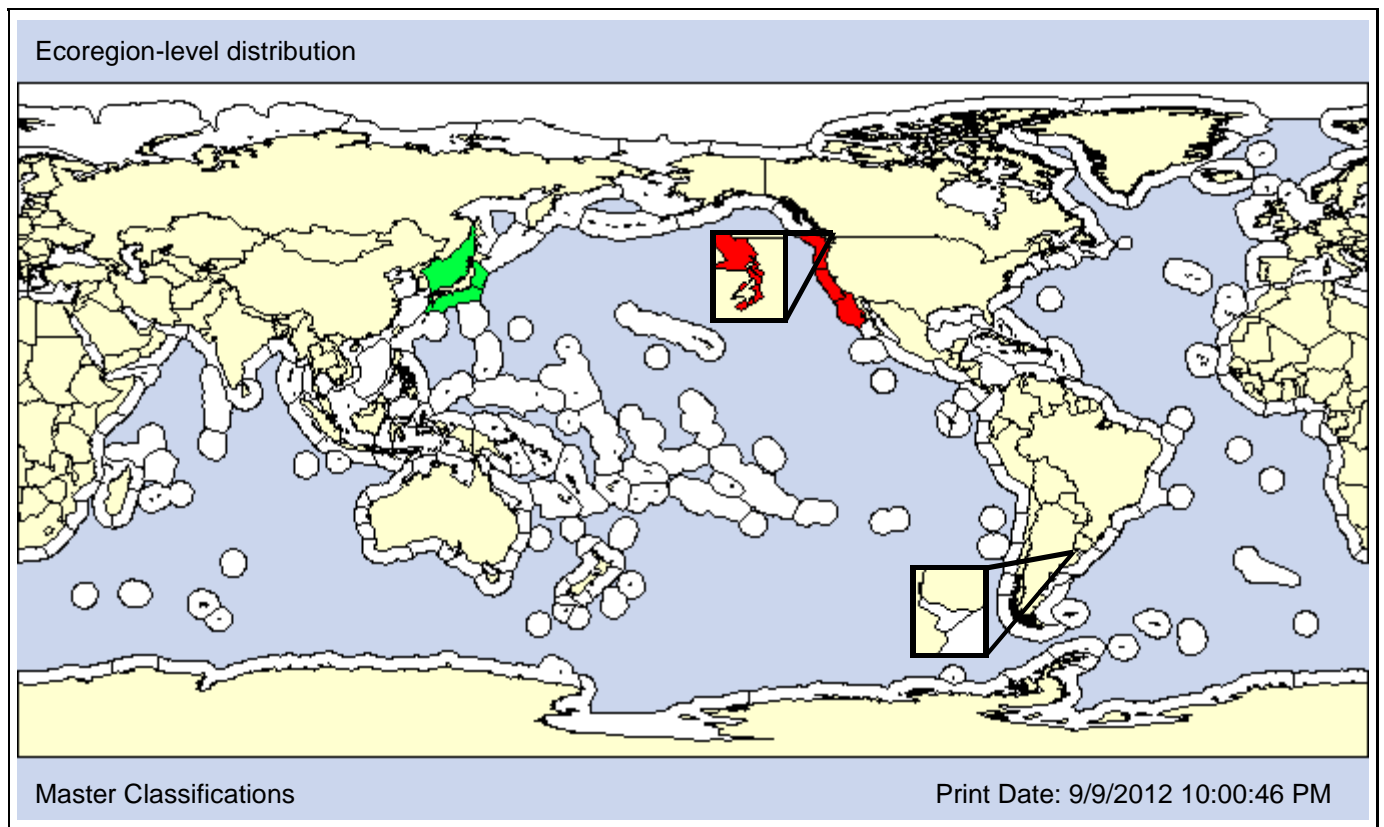 Ecoregion-level distribution
Master Classifications
Print Date: 9/9/2012 10:00:46 PM